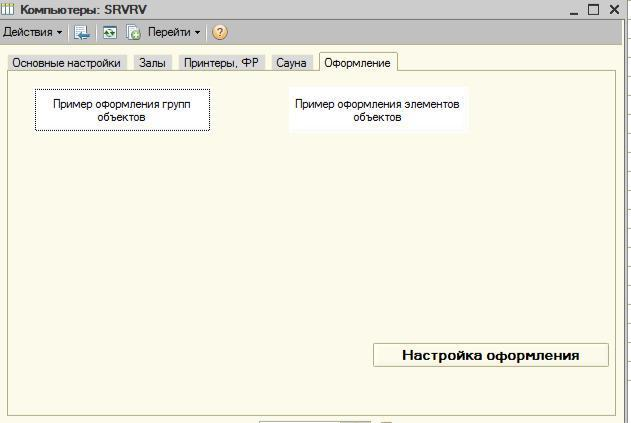 Компьютеры: SRVRV
Действия Перейти
Основные настройки Залы Принтеры, ФР Сауна Оформление
Пример оформления групп объектов
Пример оформления элементов объектов
Настройка оформления